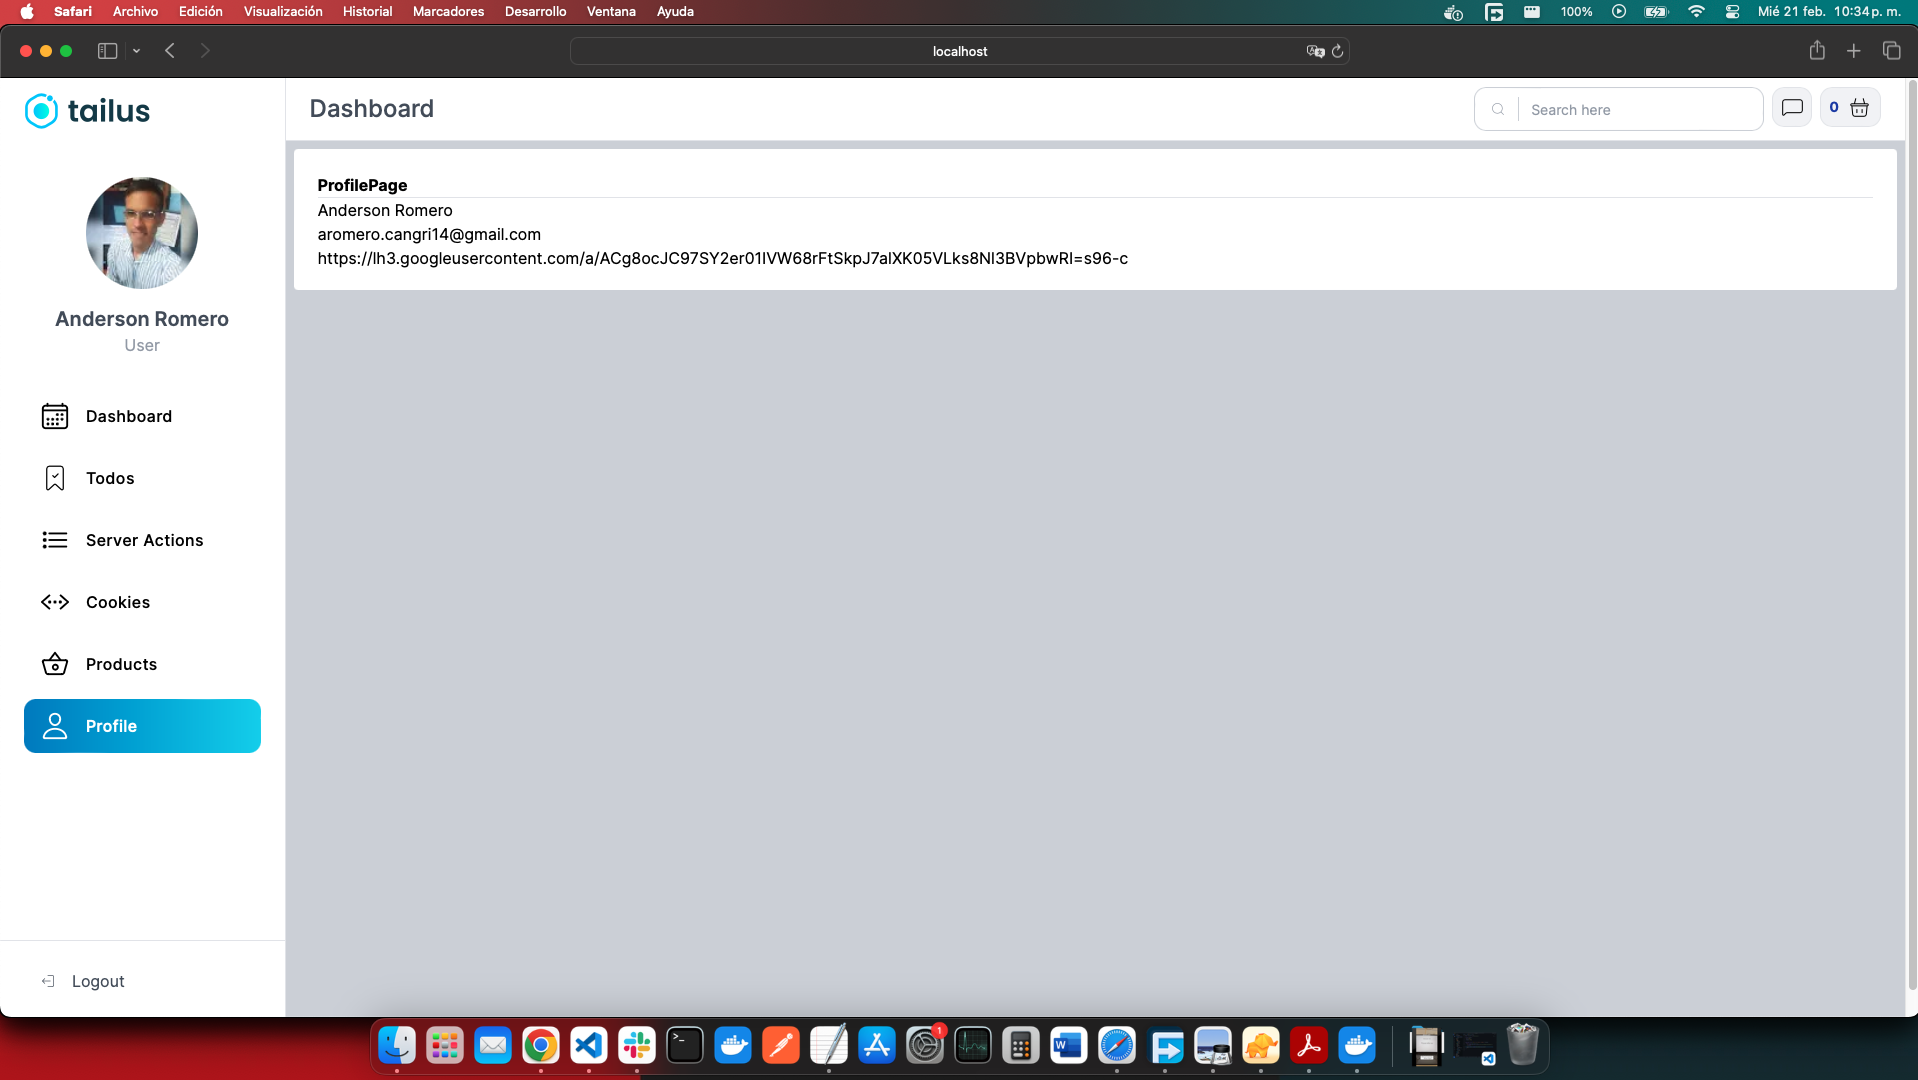 Safari Archivo Edición Visualización Historial Marcadores Desarrollo Ventana Ayuda 100% Mié 21 feb. 10:34 p. m.
localhost
tailus
Dashboard
Search here
0
Anderson Romero
User
Dashboard
Todos
Server Actions
Cookies
Products
Profile
Logout
ProfilePage
Anderson Romero
aromero.cangri14@gmail.com
https://lh3.googleusercontent.com/a/ACg8ocJC97SY2er01IVW68rFtSkpJ7alXK05VLks8Nl3BVpbwRI=s96-c
1